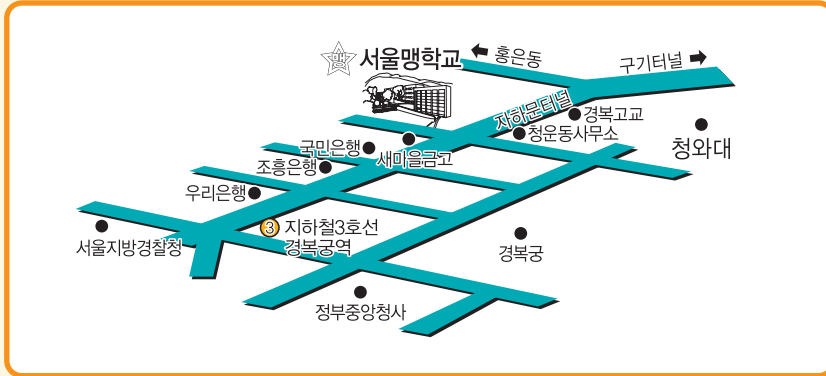 맹
서울맹학교
홍은동
구기터널
자하문터널
경복고교
청운동사무소
청와대
국민은행
새마을금고
조흥은행
우리은행
3 지하철3호선
경복궁역
서울지방경찰청
경복궁
정부중앙청사